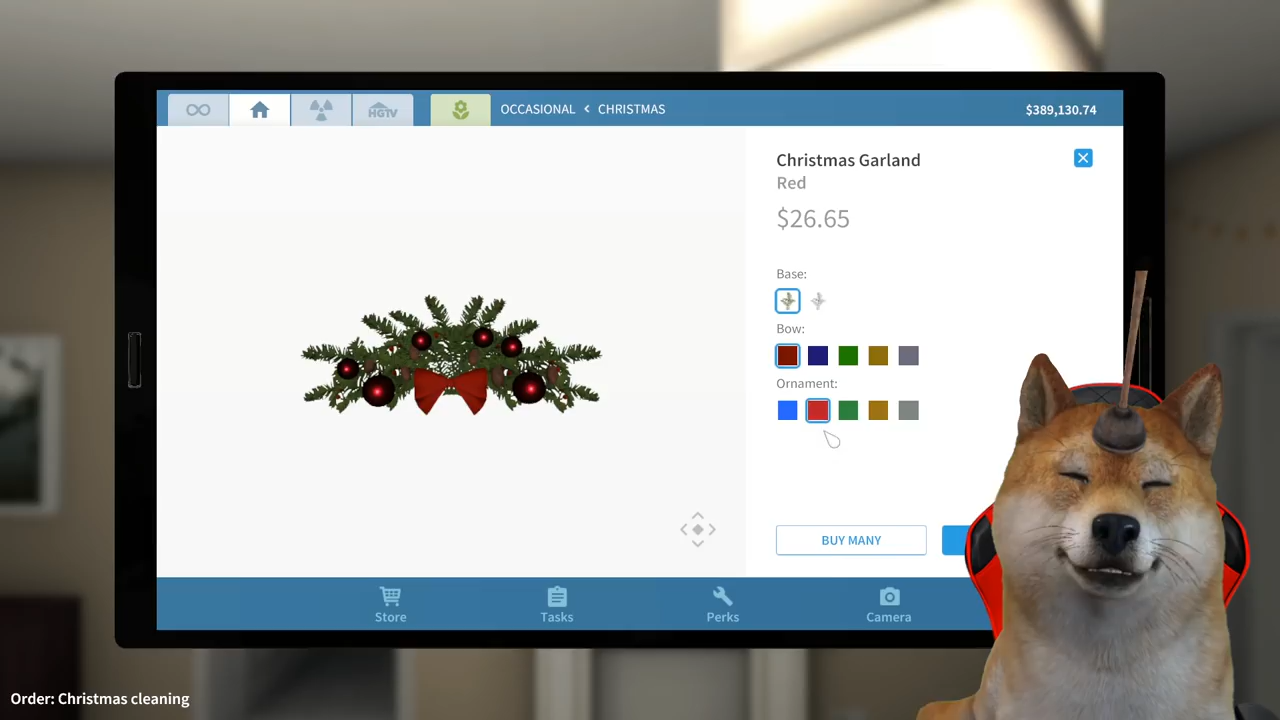 HGTV
OCCASIONAL < CHRISTMAS
$389,130.74
Christmas Garland
Red
$26.65
Base:
Bow:
Ornament:
BUY MANY
Store
Tasks
Perks
Camera
Order: Christmas cleaning